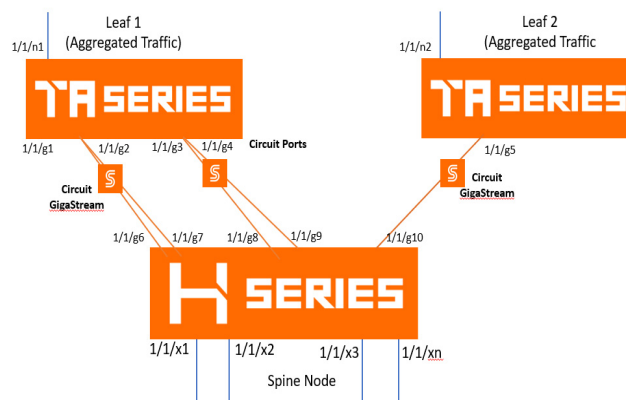 Leaf 1
(Aggregated Traffic)
Leaf 2
(Aggregated Traffic
1/1/n1
1/1/n2
TA SERIES
TA SERIES
1/1/g1
1/1/g2
1/1/g3
1/1/g4
Circuit Ports
1/1/g5
Circuit
GigaStream
S
S
S
Circuit
GigaStream
1/1/g6
1/1/g7
1/1/g8
1/1/g9
1/1/g10
H SERIES
1/1/x1
1/1/x2
1/1/x3
1/1/xn
Spine Node